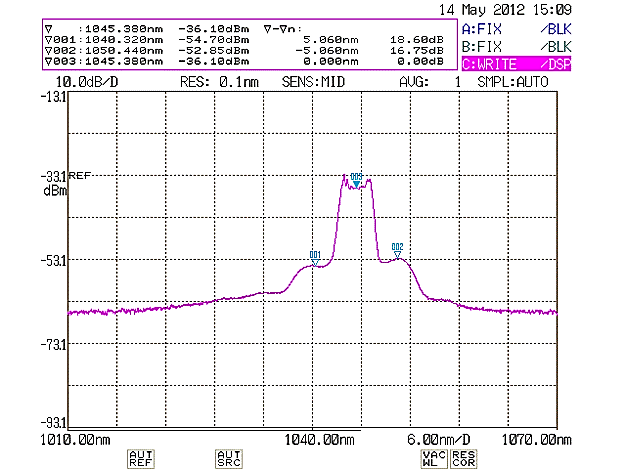 14 May 2012 15:09
▽ :1045.380nm -36.10dBm ▽-▽n:
▽001:1040.320nm -54.70dBm 5.060nm 18.60dB
▽002:1050.440nm -52.85dBm -5.060nm 16.75dB
▽003:1045.380nm -36.10dBm 0.000nm 0.00dB
A:FIX /BLK
B:FIX /BLK
C:WRITE /DSP
10.0dB/D RES: 0.1nm SENS:MID AVG: 1 SMPL:AUTO
-13.1
-33.1 REF
dBm
003
002
001
-53.1
-73.1
-93.1
1010.00nm 1040.00nm 6.00nm/D 1070.00nm
AUT REF
AUT SRC
VAC WL
RES COR